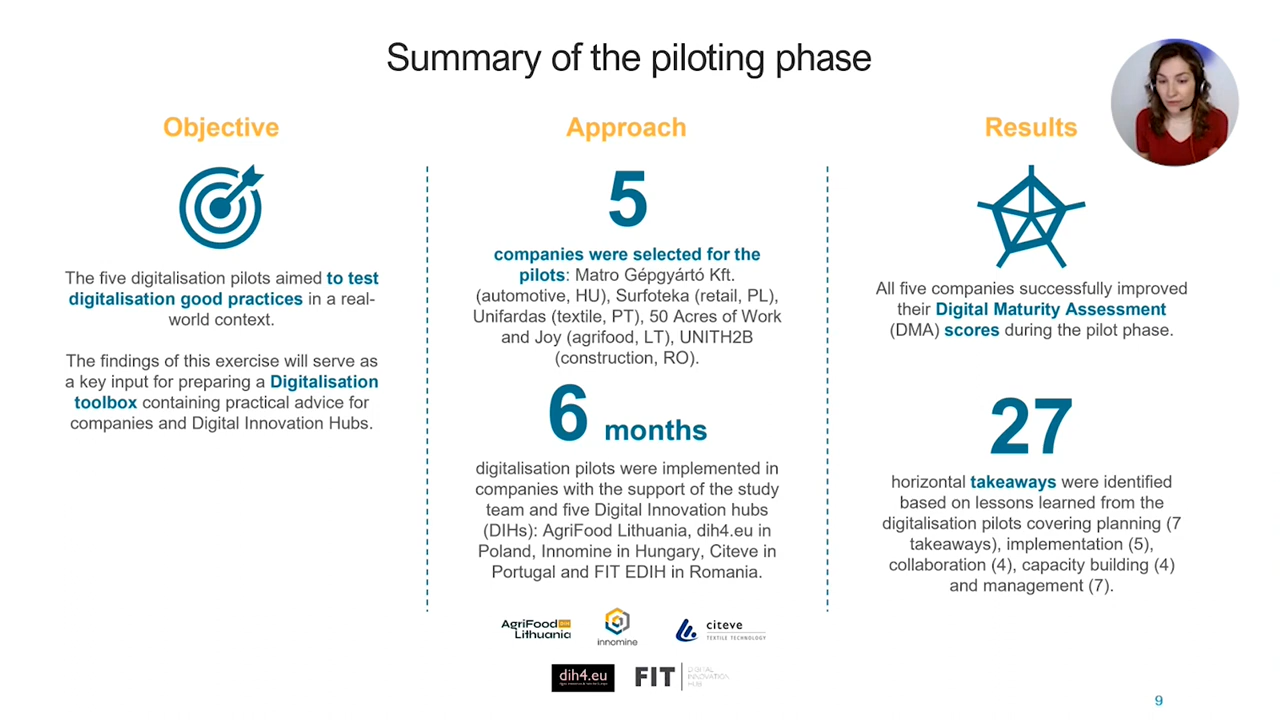 Summary of the piloting phase
Objective
The five digitalisation pilots aimed to test
digitalisation good practices in a real-
world context.
The findings of this exercise will serve as
a key input for preparing a Digitalisation
toolbox containing practical advice for
companies and Digital Innovation Hubs.
Approach
5
companies were selected for the
pilots: Matro Gépgyártó Kft.
(automotive, HU), Surfoteka (retail, PL),
Unifardas (textile, PT), 50 Acres of Work
and Joy (agrifood, LT), UNITH2B
(construction, RO).
6 months
digitalisation pilots were implemented in
companies with the support of the study
team and five Digital Innovation hubs
(DIHs): AgriFood Lithuania, dih4.eu in
Poland, Innomine in Hungary, Citeve in
Portugal and FIT EDIH in Romania.
AgriFood DIH
Lithuania
innomine
citeve
TEXTILE TECHNOLOGY
dih4.eu
FIT
DIGITAL
INNOVATION
HUB
Results
All five companies successfully improved
their Digital Maturity Assessment
(DMA) scores during the pilot phase.
27
horizontal takeaways were identified
based on lessons learned from the
digitalisation pilots covering planning (7
takeaways), implementation (5),
collaboration (4), capacity building (4)
and management (7).
9